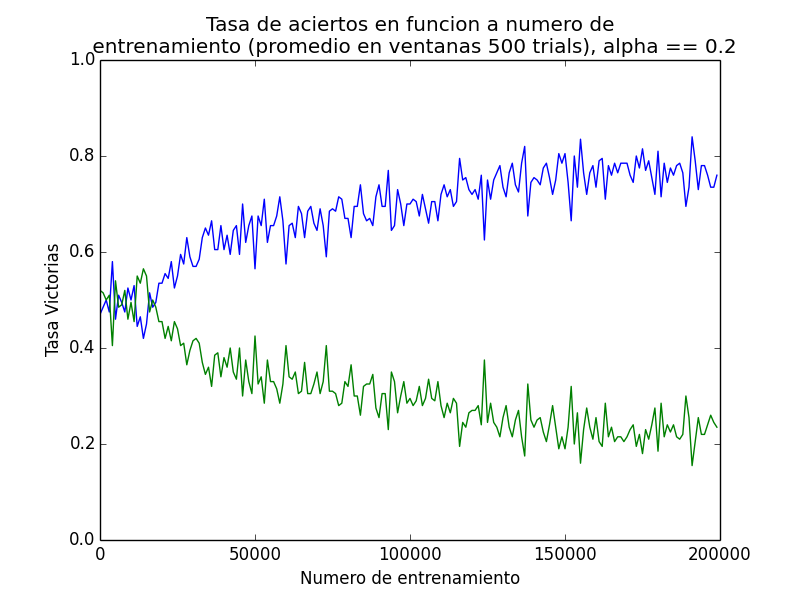 Tasa de aciertos en funcion a numero de
entrenamiento (promedio en ventanas 500 trials), alpha == 0.2
1.0
0.8
0.6
0.4
0.2
0.0
Tasa Victorias
0 50000 100000 150000 200000
Numero de entrenamiento